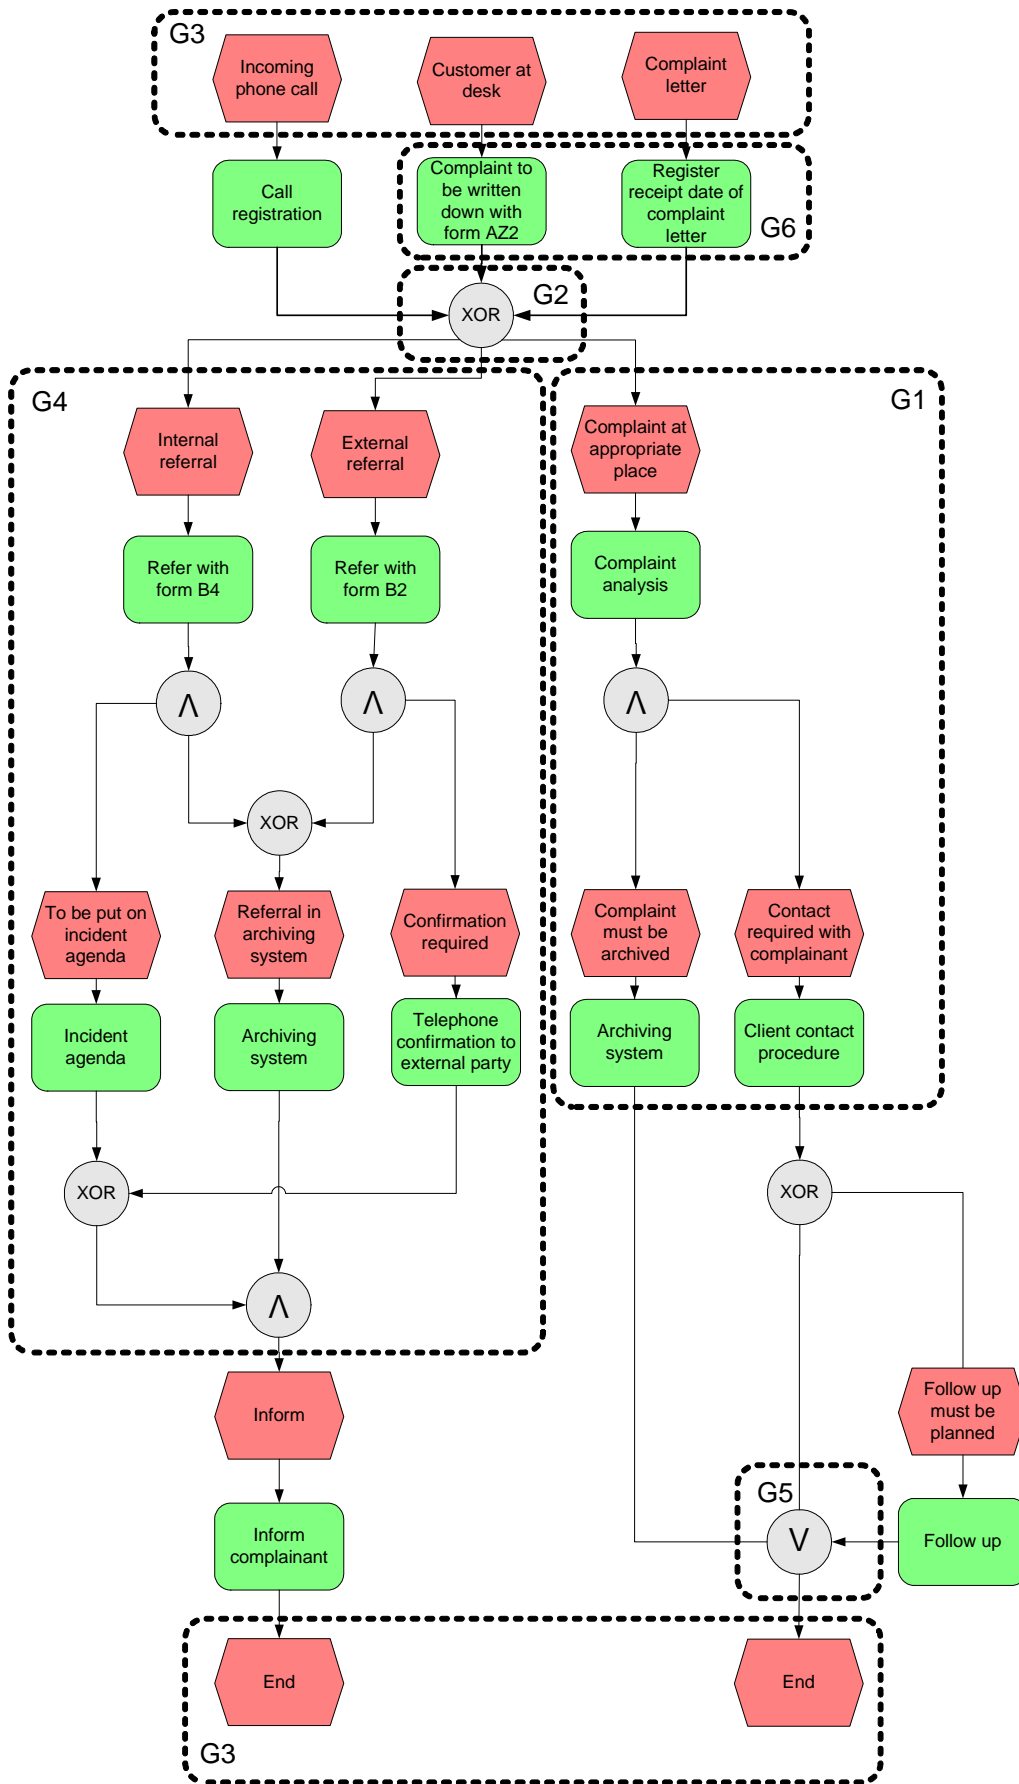 G3
Incoming
phone call
Customer at
desk
Complaint
letter
Call
registration
Complaint to
be written
down with
form AZ2
Register
receipt date of
complaint
letter
G6
XOR
G2
G4
G1
Internal
referral
External
referral
Complaint at
appropriate
place
Refer with
form B4
Refer with
form B2
Complaint
analysis
Λ
Λ
Λ
XOR
To be put on
incident
agenda
Referral in
archiving
system
Confirmation
required
Complaint
must be
archived
Contact
required with
complainant
Incident
agenda
Archiving
system
Telephone
confirmation to
external party
Archiving
system
Client contact
procedure
XOR
XOR
Λ
Inform
Follow up
must be
planned
G5
Inform
complainant
V
Follow up
End
End
G3